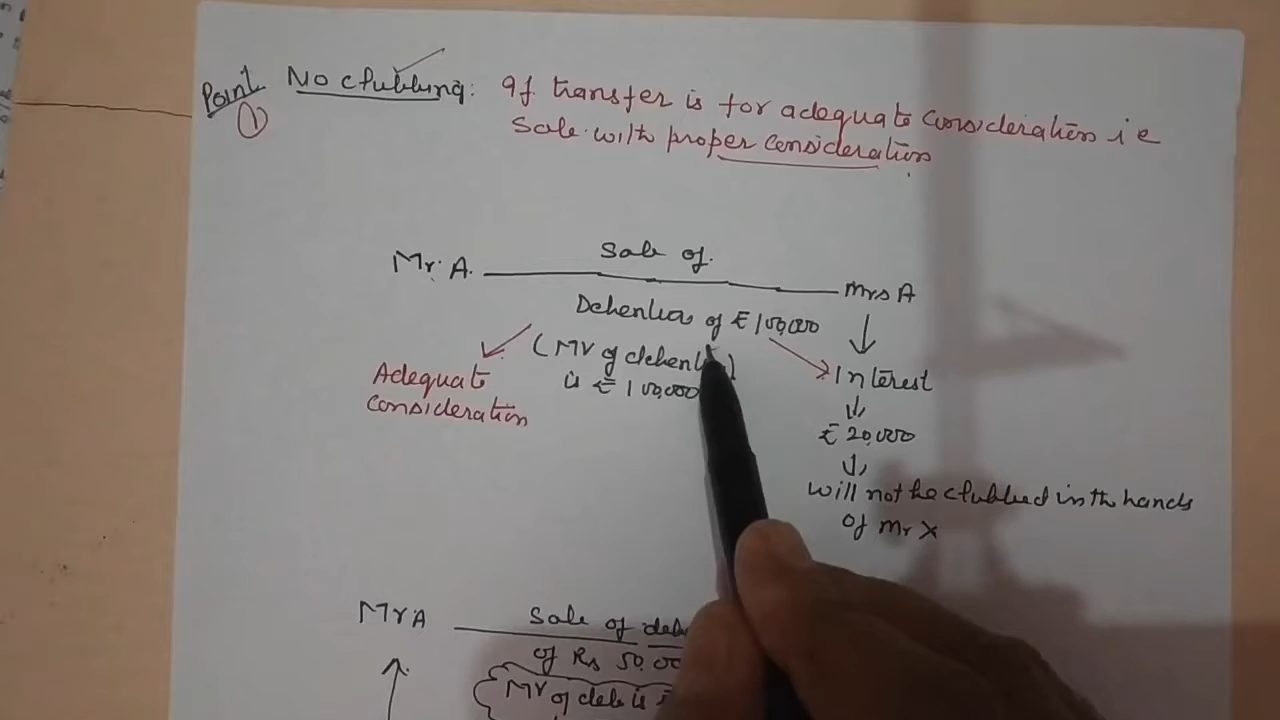 Point No clubbing: If transfer is for adequate consideration i e
① Sale with proper consideration
Sale of.
Mr. A. Mrs A
Debentures of ₹ 1,00,000
(MV of debenture)
is ₹ 1,00,000
Adequate
consideration
Interest
₹ 20,000
will not be clubbed in the hands
of Mr X
Mr A Sale of
of Rs 50,00
MV of deb is